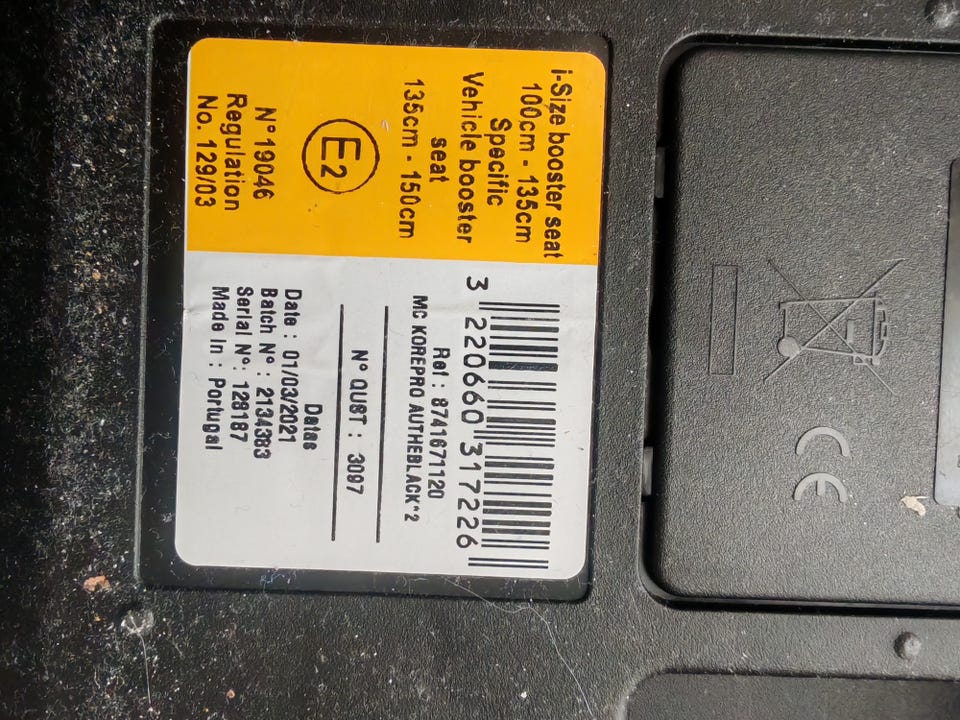 i-Size booster seat
100cm - 135cm
Specific
Vehicle booster
seat
135cm - 150cm
E2
N°19046
Regulation
No. 129/03
3 220660 317226
Ref : 8741671120
MC KOREPRO AUTHEBLACK*2
N° QUST : 3097
Datas
Date : 01/03/2021
Batch N° : 2134383
Serial N°: 128187
Made In : Portugal
CE